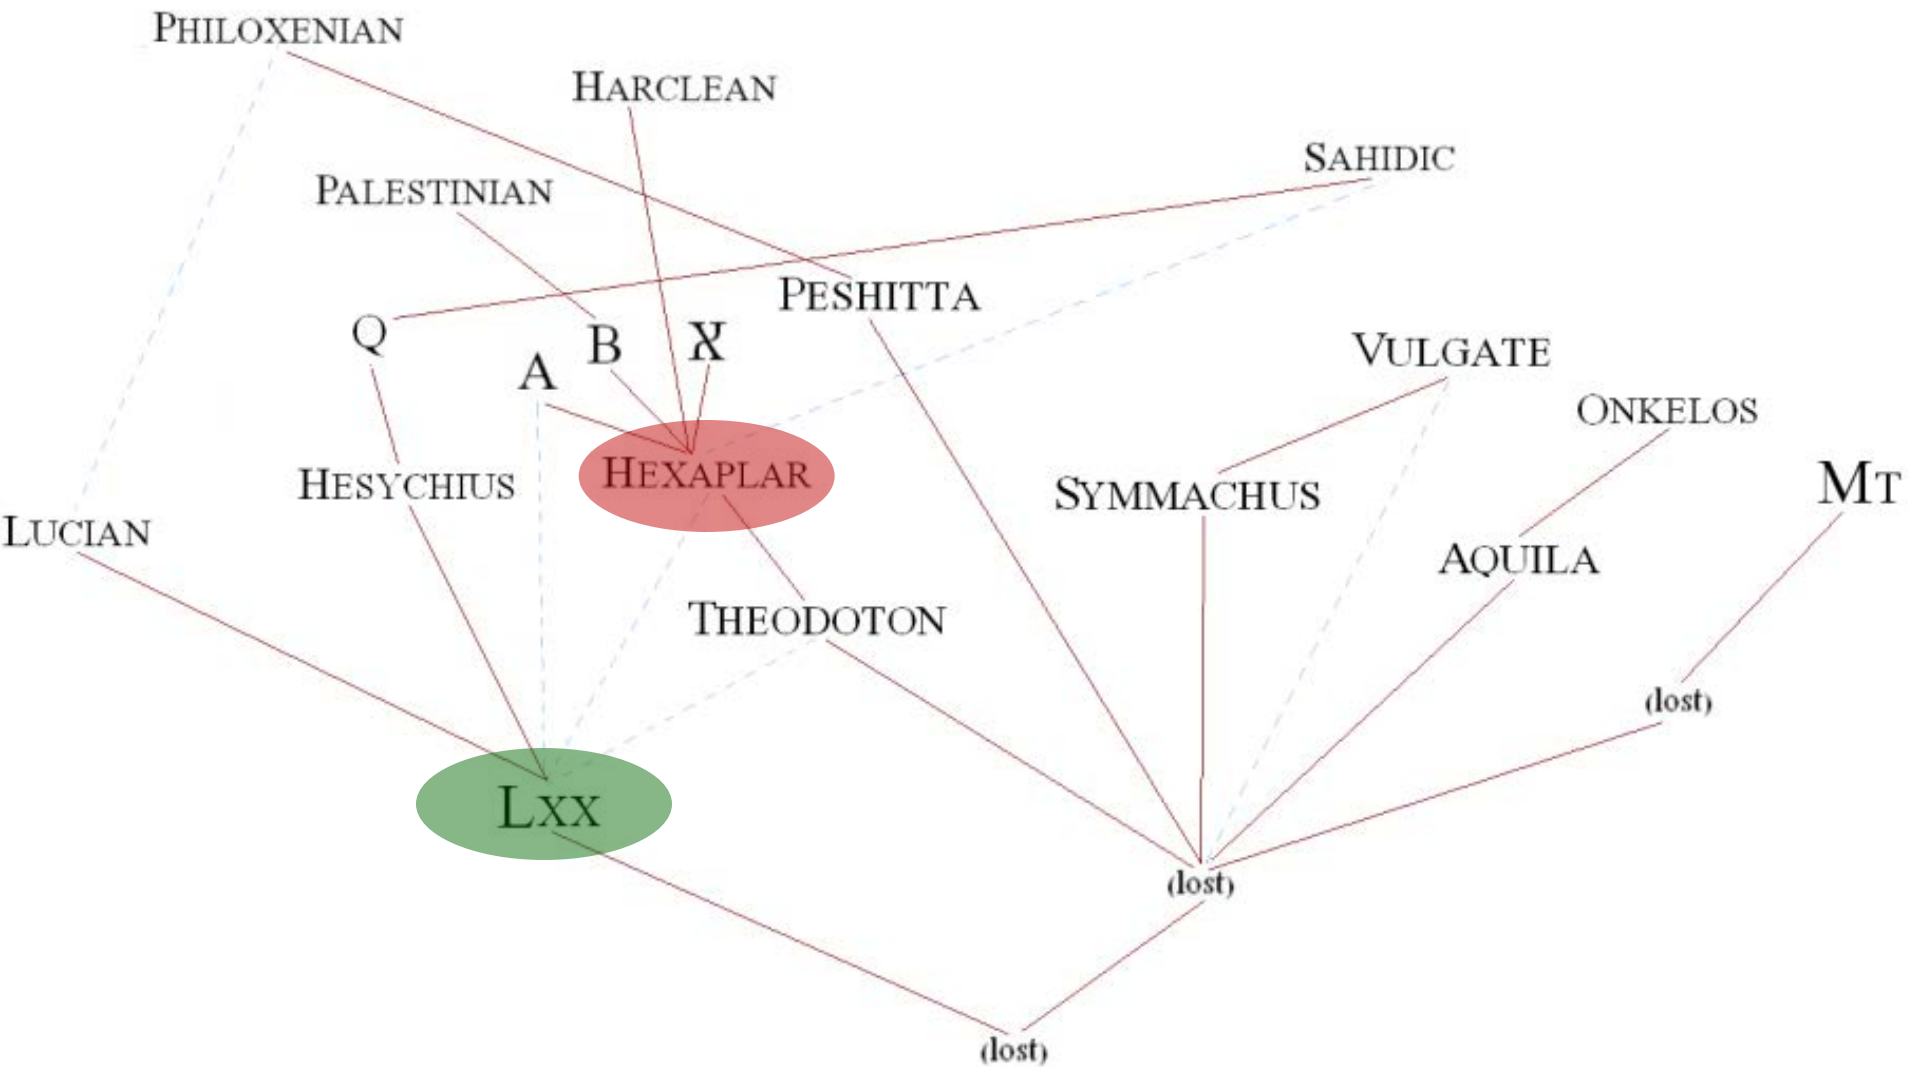 PHILOXENIAN
HARCLEAN
SAHIDIC
PALESTINIAN
PESHITTA
Q
A
B
VULGATE
ONKELOS
HESYCHIUS
HEXAPLAR
SYMMACHUS
MT
LUCIAN
AQUILA
THEODOTON
(lost)
LXX
(lost)
(lost)